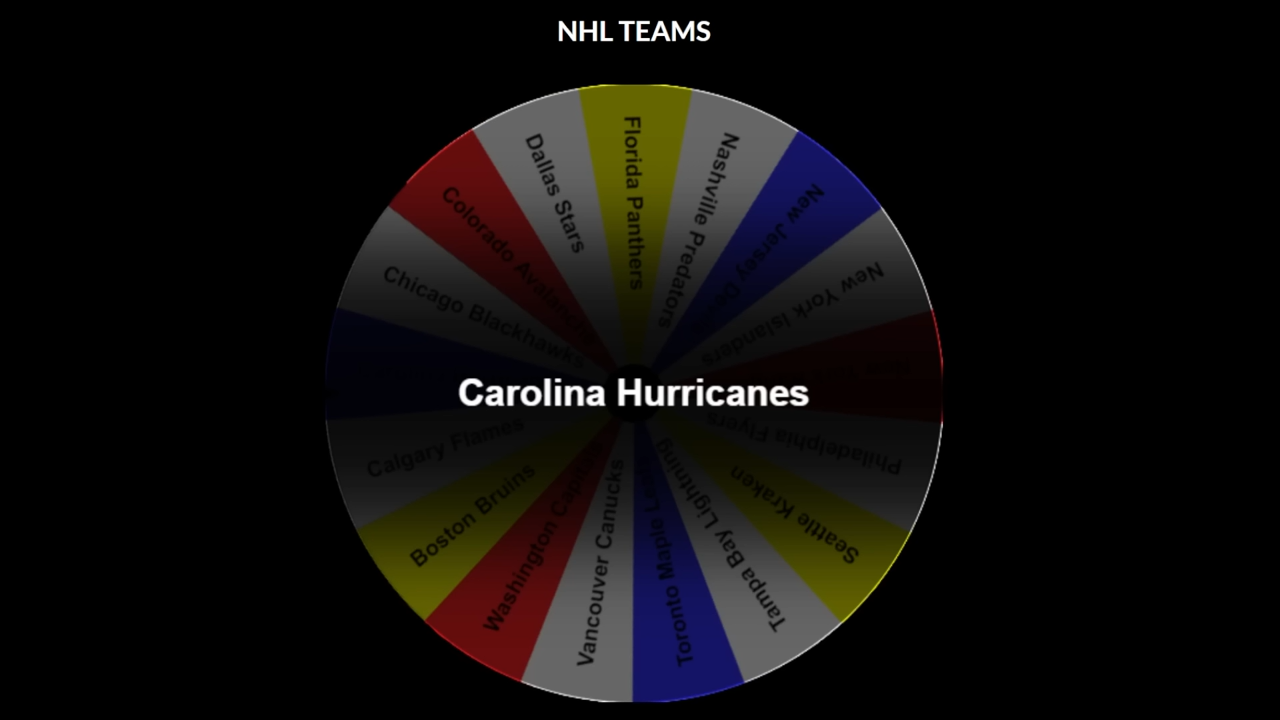 NHL TEAMS
Florida Panthers
Nashville Predators
New Jersey
New York Islanders
Philadelphia Flyers
Seattle Kraken
Tampa Bay Lightning
Toronto Maple Leafs
Vancouver Canucks
Washington Capitals
Boston Bruins
Calgary Flames
Carolina Hurricanes
Chicago Blackhawks
Colorado Avalanche
Dallas Stars